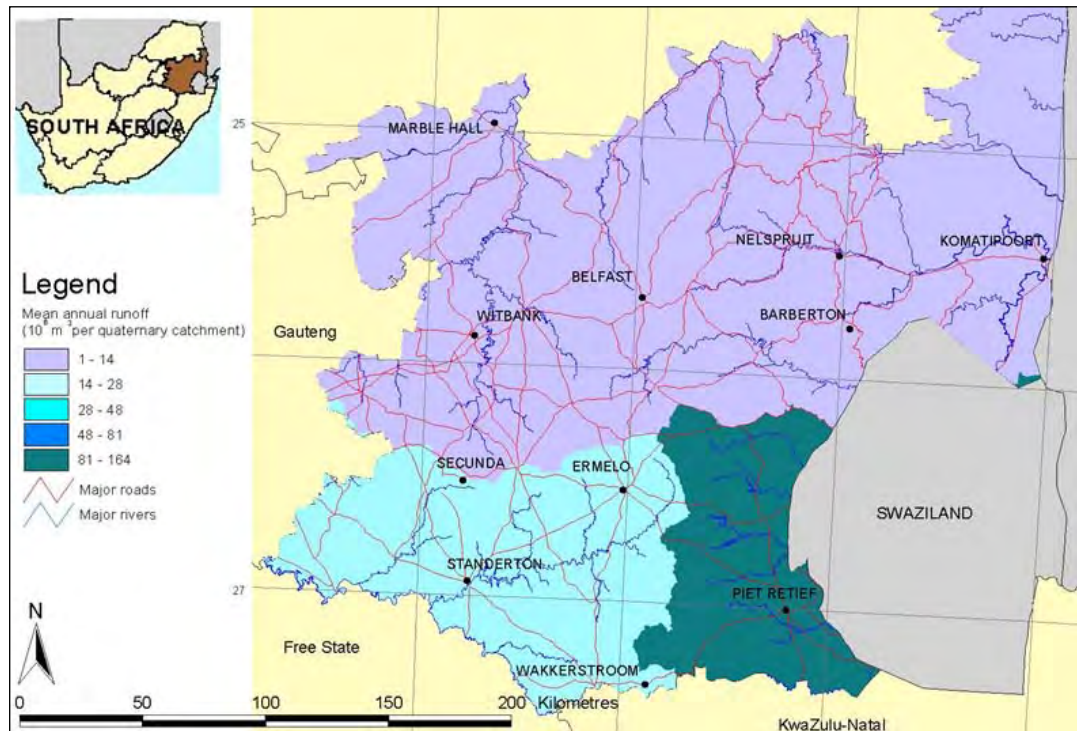 SOUTH AFRICA
25
MARBLE HALL
NELSPRUIT
KOMATIPOORT
BELFAST
Legend
Mean annual runoff
(10⁶ m³ per quaternary catchment)
1 - 14
14 - 28
28 - 48
48 - 81
81 - 164
Major roads
Major rivers
WITBANK
BARBERTON
Gauteng
SECUNDA
ERMELO
SWAZILAND
STANDERTON
27
PIET RETIEF
N
Free State
WAKKERSTROOM
0
50
100
150
200 Kilometres
KwaZulu-Natal